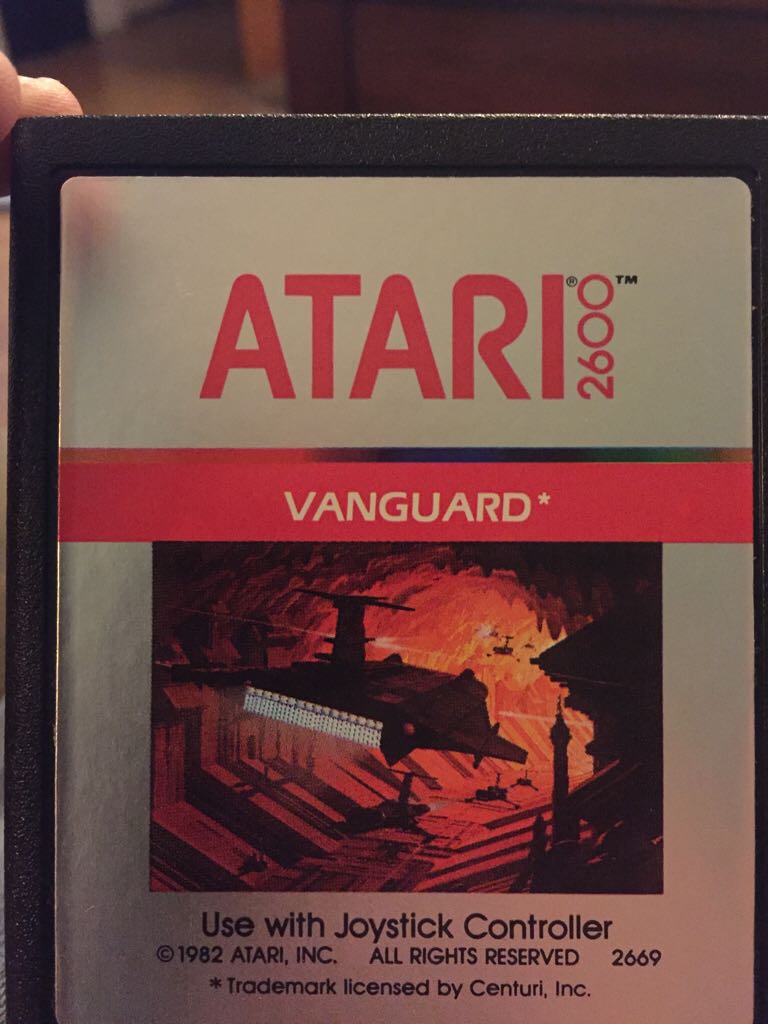 ATARI® 2600™
VANGUARD*
Use with Joystick Controller
©1982 ATARI, INC. ALL RIGHTS RESERVED 2669
*Trademark licensed by Centuri, Inc.